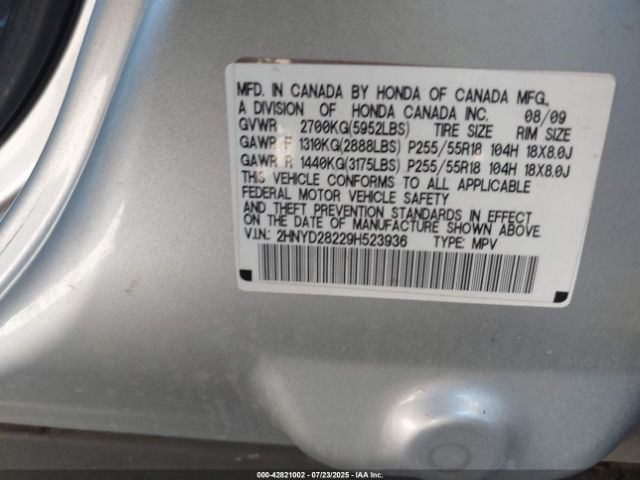 MFD. IN CANADA BY HONDA OF CANADA MFG.,
A DIVISION OF HONDA CANADA INC. 08/09
GVWR 2700KG(5952LBS) TIRE SIZE RIM SIZE
GAWR F 1310KG(2888LBS) P255/55R18 104H 18X8.0J
GAWR R 1440KG(3175LBS) P255/55R18 104H 18X8.0J
THIS VEHICLE CONFORMS TO ALL APPLICABLE
FEDERAL MOTOR VEHICLE SAFETY
AND THEFT PREVENTION STANDARDS IN EFFECT
ON THE DATE OF MANUFACTURE SHOWN ABOVE.
V.I.N.: 2HNYD28229H523936 TYPE: MPV
000-42821002 | 07/23/2025 | IAA Inc.